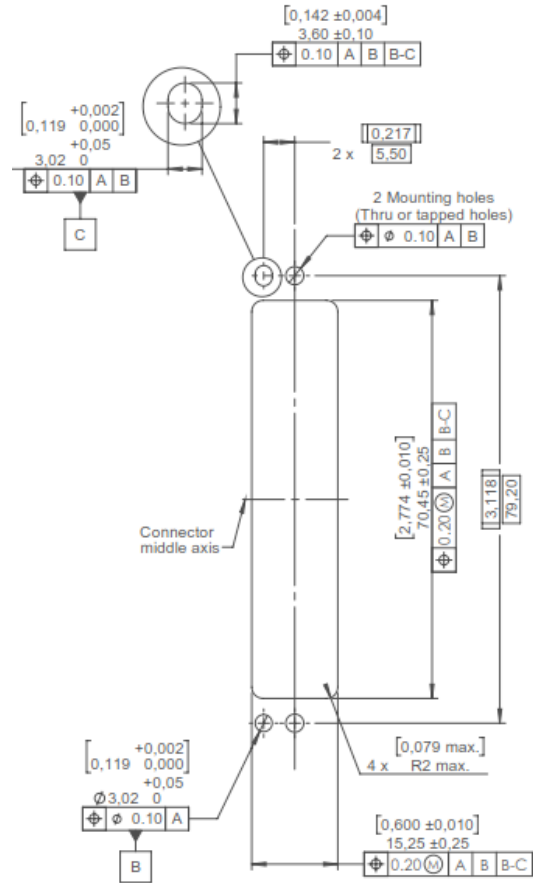 [0,142 ±0,004]
3,60 ±0,10
⌖ 0.10 A B B-C
[0,119 +0,002 0,000]
3,02 +0,05 0
⌖ 0.10 A B
C
2 x [0,217]
5,50
2 Mounting holes
(Thru or tapped holes)
⌖ ⌀ 0.10 A B
[2,774 ±0,010]
70,45 ±0,25
⌖ 0.20 Ⓜ A B B-C
[3,118]
79,20
Connector
middle axis
[0,119 +0,002 0,000]
⌀3,02 +0,05 0
⌖ ⌀ 0.10 A
B
[0,079 max.]
4 x R2 max.
[0,600 ±0,010]
15,25 ±0,25
⌖ 0.20 Ⓜ A B B-C